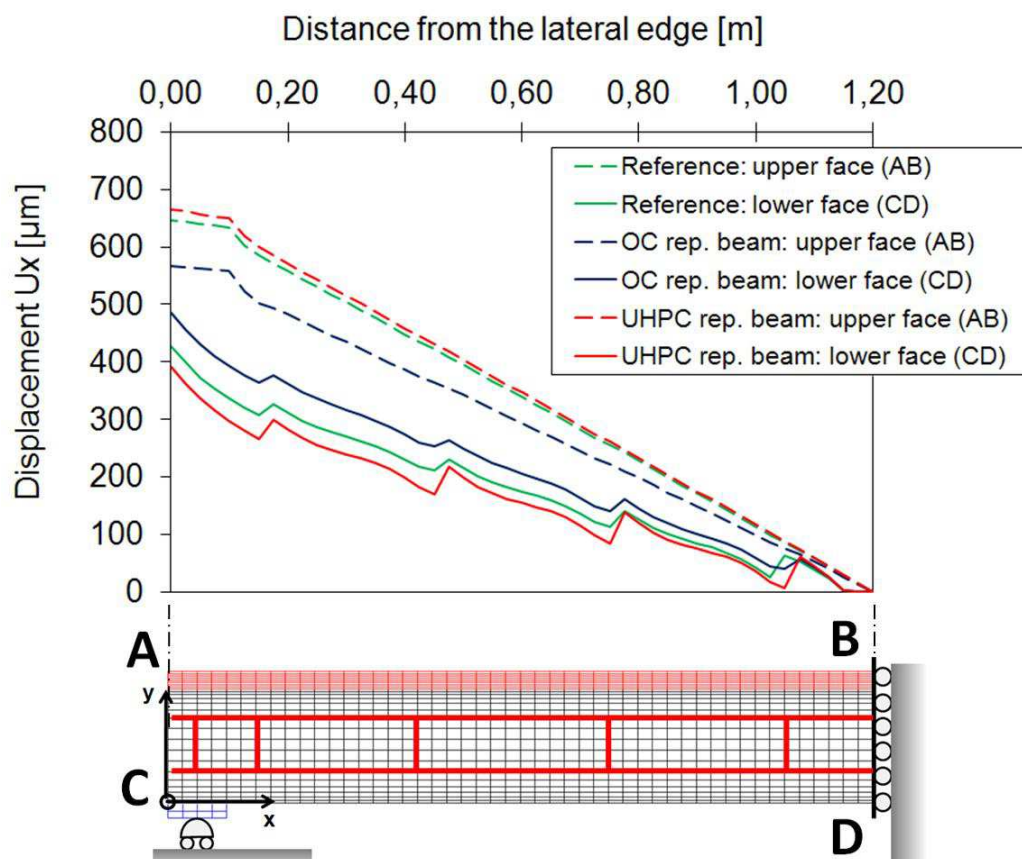 Distance from the lateral edge [m]
0,00 0,20 0,40 0,60 0,80 1,00 1,20
Displacement Ux [µm]
800
700
600
500
400
300
200
100
0
Reference: upper face (AB)
Reference: lower face (CD)
OC rep. beam: upper face (AB)
OC rep. beam: lower face (CD)
UHPC rep. beam: upper face (AB)
UHPC rep. beam: lower face (CD)
A B
y
C x
D